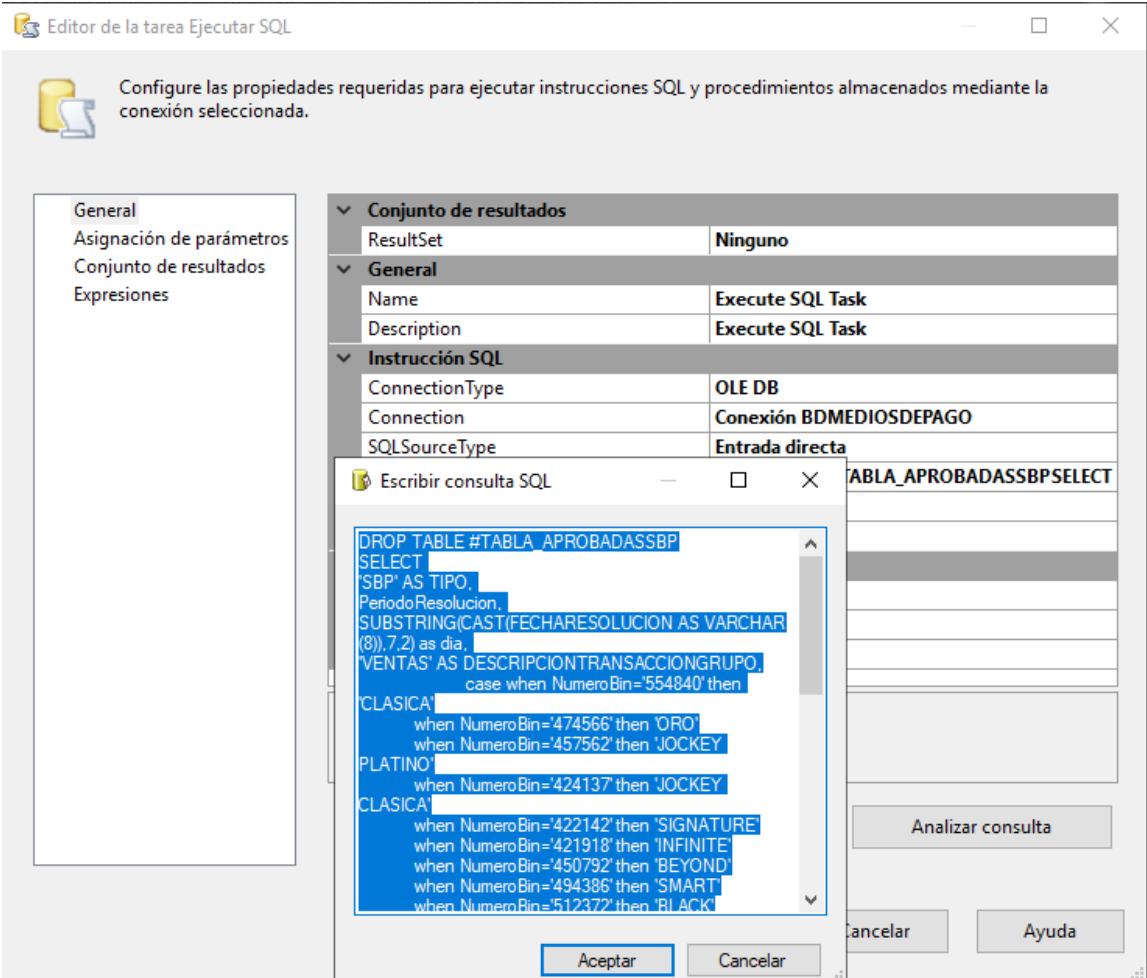 Editor de la tarea Ejecutar SQL
Configure las propiedades requeridas para ejecutar instrucciones SQL y procedimientos almacenados mediante la
conexión seleccionada.
General
Asignación de parámetros
Conjunto de resultados
Expresiones
Conjunto de resultados
ResultSet Ninguno
General
Name Execute SQL Task
Description Execute SQL Task
Instrucción SQL
ConnectionType OLE DB
Connection Conexión BDMEDIOSDEPAGO
SQLSourceType Entrada directa
TABLA_APROBADASSBPSELECT
Escribir consulta SQL
DROP TABLE #TABLA_APROBADASSBP
SELECT
'SBP' AS TIPO,
PeriodoResolucion,
SUBSTRING(CAST(FECHARESOLUCION AS VARCHAR
(8)),7,2) as dia,
'VENTAS' AS DESCRIPCIONTRANSACCIONGRUPO,
case when NumeroBin='554840' then
'CLASICA'
when NumeroBin='474566' then 'ORO'
when NumeroBin='457562' then 'JOCKEY
PLATINO'
when NumeroBin='424137' then 'JOCKEY
CLASICA'
when NumeroBin='422142' then 'SIGNATURE'
when NumeroBin='421918' then 'INFINITE'
when NumeroBin='450792' then 'BEYOND'
when NumeroBin='494386' then 'SMART'
when NumeroBin='512372' then 'BLACK'
Aceptar
Cancelar
Analizar consulta
Cancelar
Ayuda